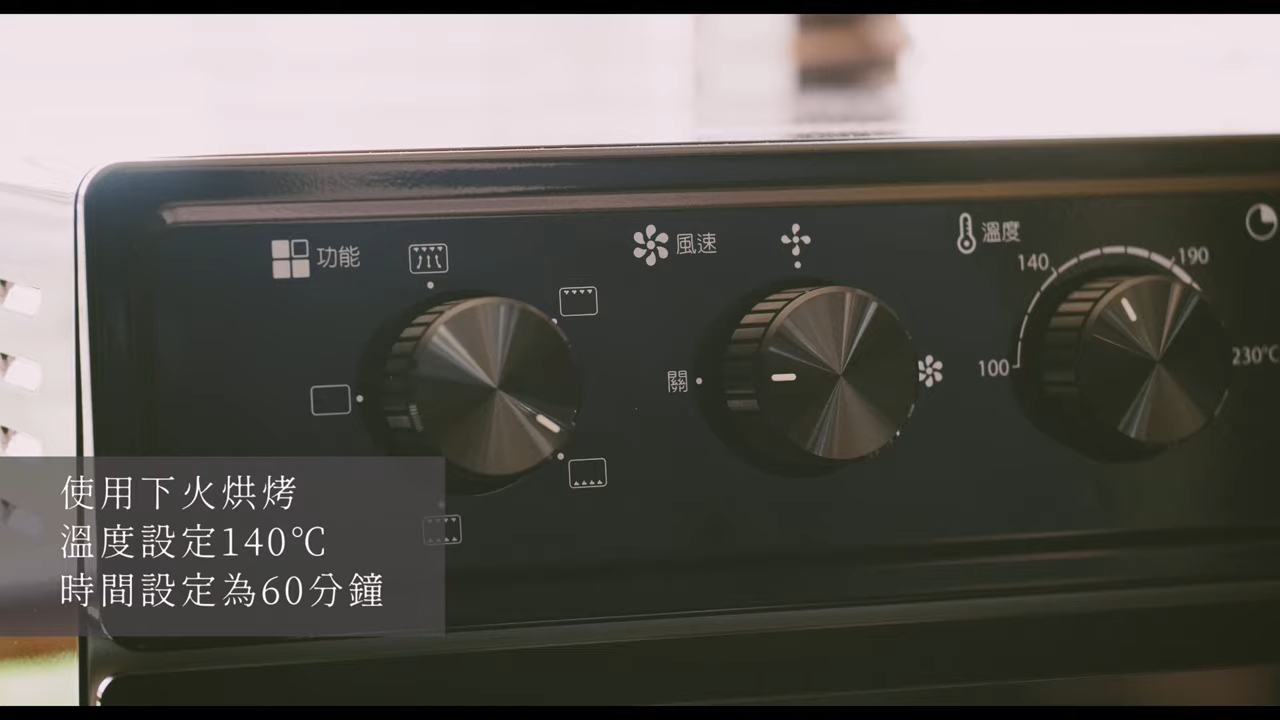 功能
風速
溫度
140
190
100
230°C
關
使用下火烘烤
溫度設定140℃
時間設定為60分鐘